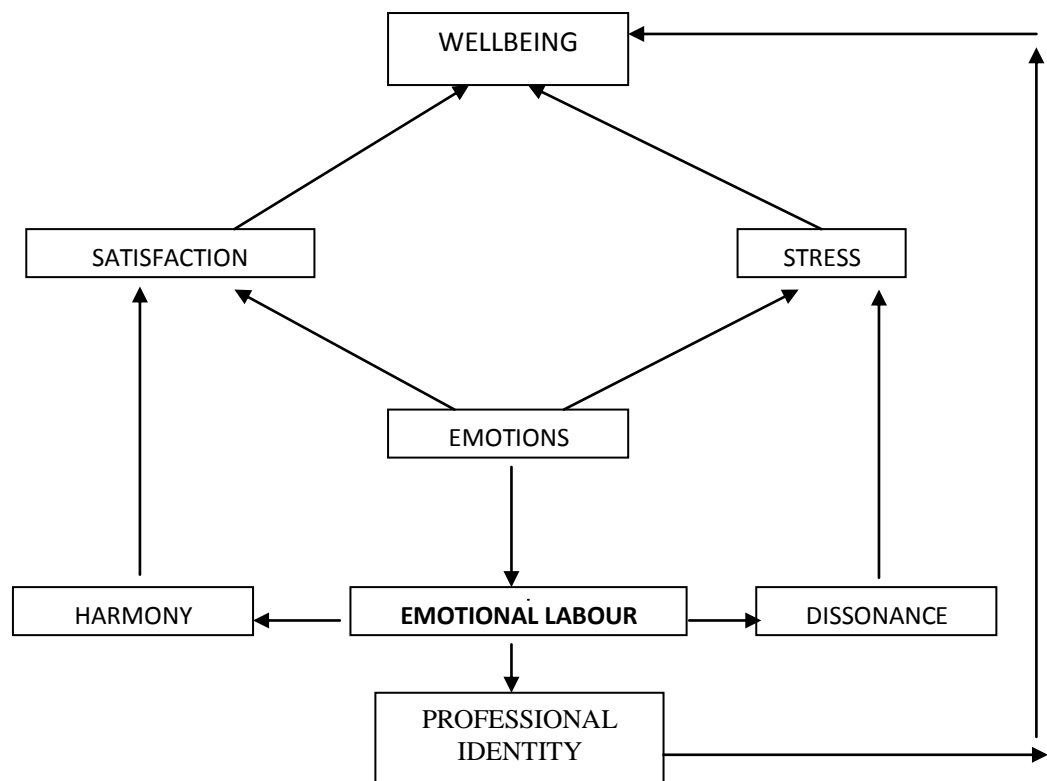 WELLBEING
SATISFACTION
STRESS
EMOTIONS
HARMONY
EMOTIONAL LABOUR
DISSONANCE
PROFESSIONAL
IDENTITY